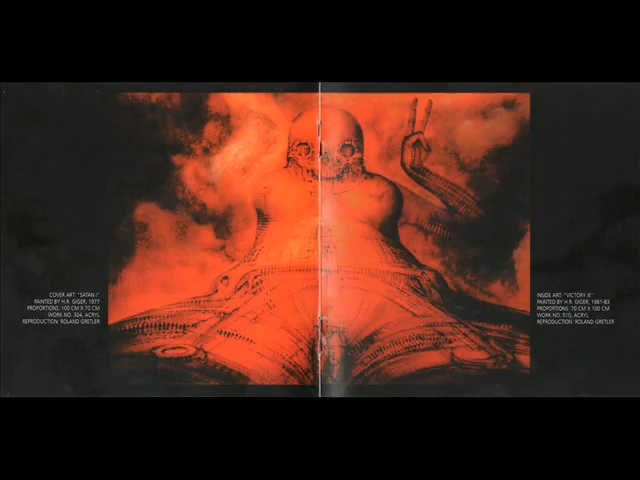 COVER ART: "SATAN I"
PAINTED BY H.R. GIGER, 1977
PROPORTIONS: 100 CM X 70 CM
WORK NO. 324, ACRYL
REPRODUCTION: ROLAND GRETLER
INSIDE ART: "VICTORY III"
PAINTED BY H.R. GIGER, 1981-83
PROPORTIONS: 70 CM X 100 CM
WORK NO. 510, ACRYL
REPRODUCTION: ROLAND GRETLER